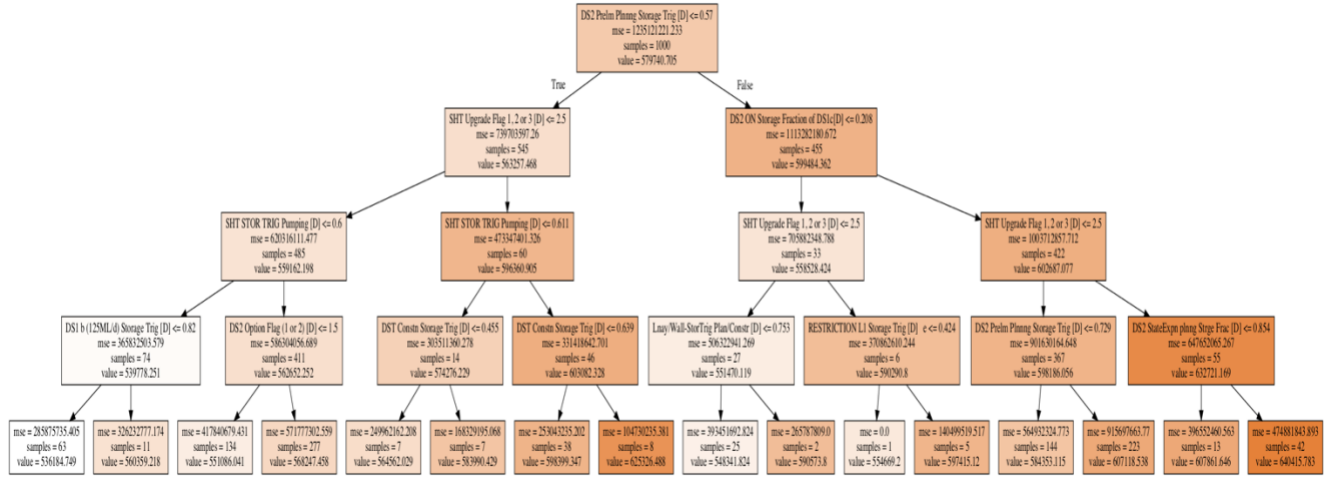 DS2 Prelm Plnnng Storage Trig [D] <= 0.57
mse = 1235121221.233
samples = 1000
value = 579740.705
True
False
SHT Upgrade Flag 1, 2 or 3 [D] <= 2.5
mse = 739703597.26
samples = 545
value = 563257.468
DS2 ON Storage Fraction of DS1c[D] <= 0.208
mse = 1113282180.672
samples = 455
value = 599484.362
SHT STOR TRIG Pumping [D] <= 0.6
mse = 620316111.477
samples = 485
value = 559162.198
SHT STOR TRIG Pumping [D] <= 0.611
mse = 473347401.326
samples = 60
value = 596360.905
SHT Upgrade Flag 1, 2 or 3 [D] <= 2.5
mse = 705882348.788
samples = 33
value = 558528.424
SHT Upgrade Flag 1, 2 or 3 [D] <= 2.5
mse = 1003712857.712
samples = 422
value = 602687.077
DS1 b (125ML/d) Storage Trig [D] <= 0.82
mse = 365832503.579
samples = 74
value = 539778.251
DS2 Option Flag (1 or 2) [D] <= 1.5
mse = 586304056.689
samples = 411
value = 562652.252
DST Constn Storage Trig [D] <= 0.455
mse = 303511360.278
samples = 14
value = 574276.229
DST Constn Storage Trig [D] <= 0.639
mse = 331418642.701
samples = 46
value = 603082.328
Lnuy/Wall-StorTrig Plan/Constr [D] <= 0.753
mse = 506322941.269
samples = 27
value = 551470.119
RESTRICTION L1 Storage Trig [D] e <= 0.424
mse = 370862610.244
samples = 6
value = 590290.8
DS2 Prelm Plnnng Storage Trig [D] <= 0.729
mse = 901630164.648
samples = 367
value = 598186.056
DS2 StateExpn plnng Strge Frac [D] <= 0.854
mse = 647652065.267
samples = 55
value = 632721.169
mse = 285875735.405
samples = 63
value = 536184.749
mse = 326232777.174
samples = 11
value = 560359.218
mse = 417840679.431
samples = 134
value = 551086.041
mse = 571777302.559
samples = 277
value = 568247.458
mse = 249962162.208
samples = 7
value = 564562.029
mse = 168329195.068
samples = 7
value = 583990.429
mse = 253043235.202
samples = 38
value = 598399.347
mse = 104730235.381
samples = 8
value = 625326.488
mse = 393451692.824
samples = 25
value = 548341.824
mse = 265787809.0
samples = 2
value = 590573.8
mse = 0.0
samples = 1
value = 554669.2
mse = 140499519.517
samples = 5
value = 597415.12
mse = 564932324.773
samples = 144
value = 584353.115
mse = 915697663.77
samples = 223
value = 607118.538
mse = 396552460.563
samples = 13
value = 607861.646
mse = 474881843.893
samples = 42
value = 640415.783